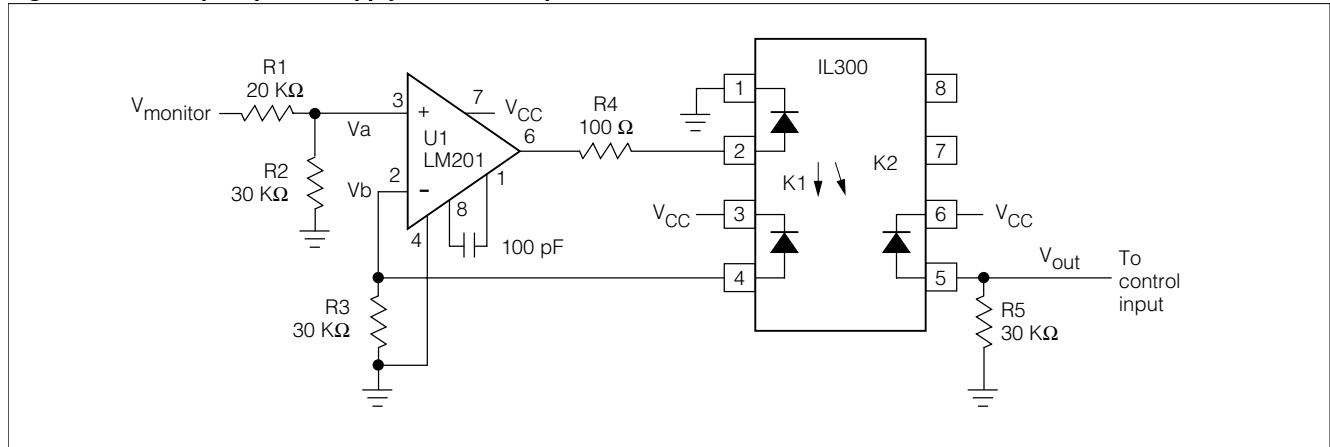 R1
20 KΩ
V monitor
Va
R2
30 KΩ
3
+
7
VCC
U1
LM201
6
2
Vb
−
8
1
4
100 pF
R3
30 KΩ
R4
100 Ω
IL300
1
2
VCC
3
4
K1
K2
8
7
6
VCC
5
Vout
To
control
input
R5
30 KΩ